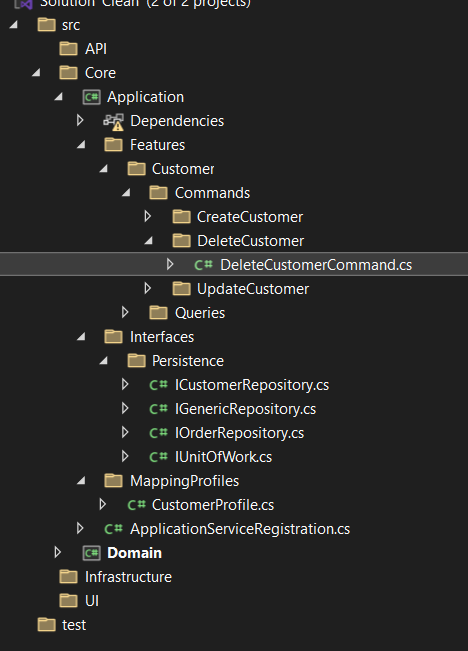 Solution 'Clean' (2 of 2 projects)
src
API
Core
C# Application
Dependencies
Features
Customer
Commands
CreateCustomer
DeleteCustomer
C# DeleteCustomerCommand.cs
UpdateCustomer
Queries
Interfaces
Persistence
C# ICustomerRepository.cs
C# IGenericRepository.cs
C# IOrderRepository.cs
C# IUnitOfWork.cs
MappingProfiles
C# CustomerProfile.cs
C# ApplicationServiceRegistration.cs
C# Domain
Infrastructure
UI
test